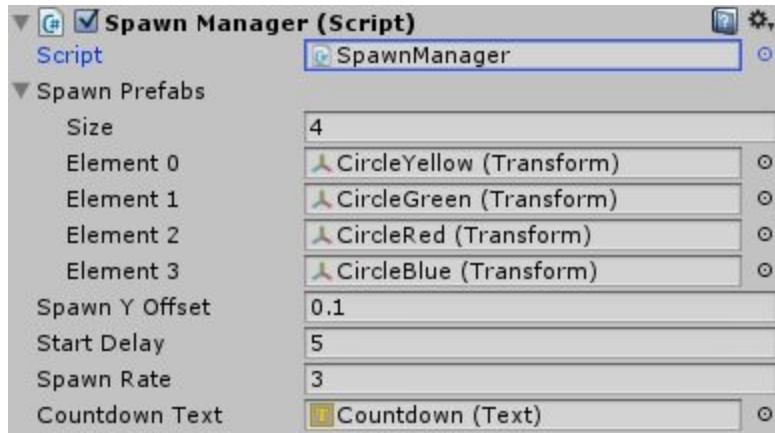 Spawn Manager (Script)
Script SpawnManager
Spawn Prefabs
Size 4
Element 0 CircleYellow (Transform)
Element 1 CircleGreen (Transform)
Element 2 CircleRed (Transform)
Element 3 CircleBlue (Transform)
Spawn Y Offset 0.1
Start Delay 5
Spawn Rate 3
Countdown Text Countdown (Text)